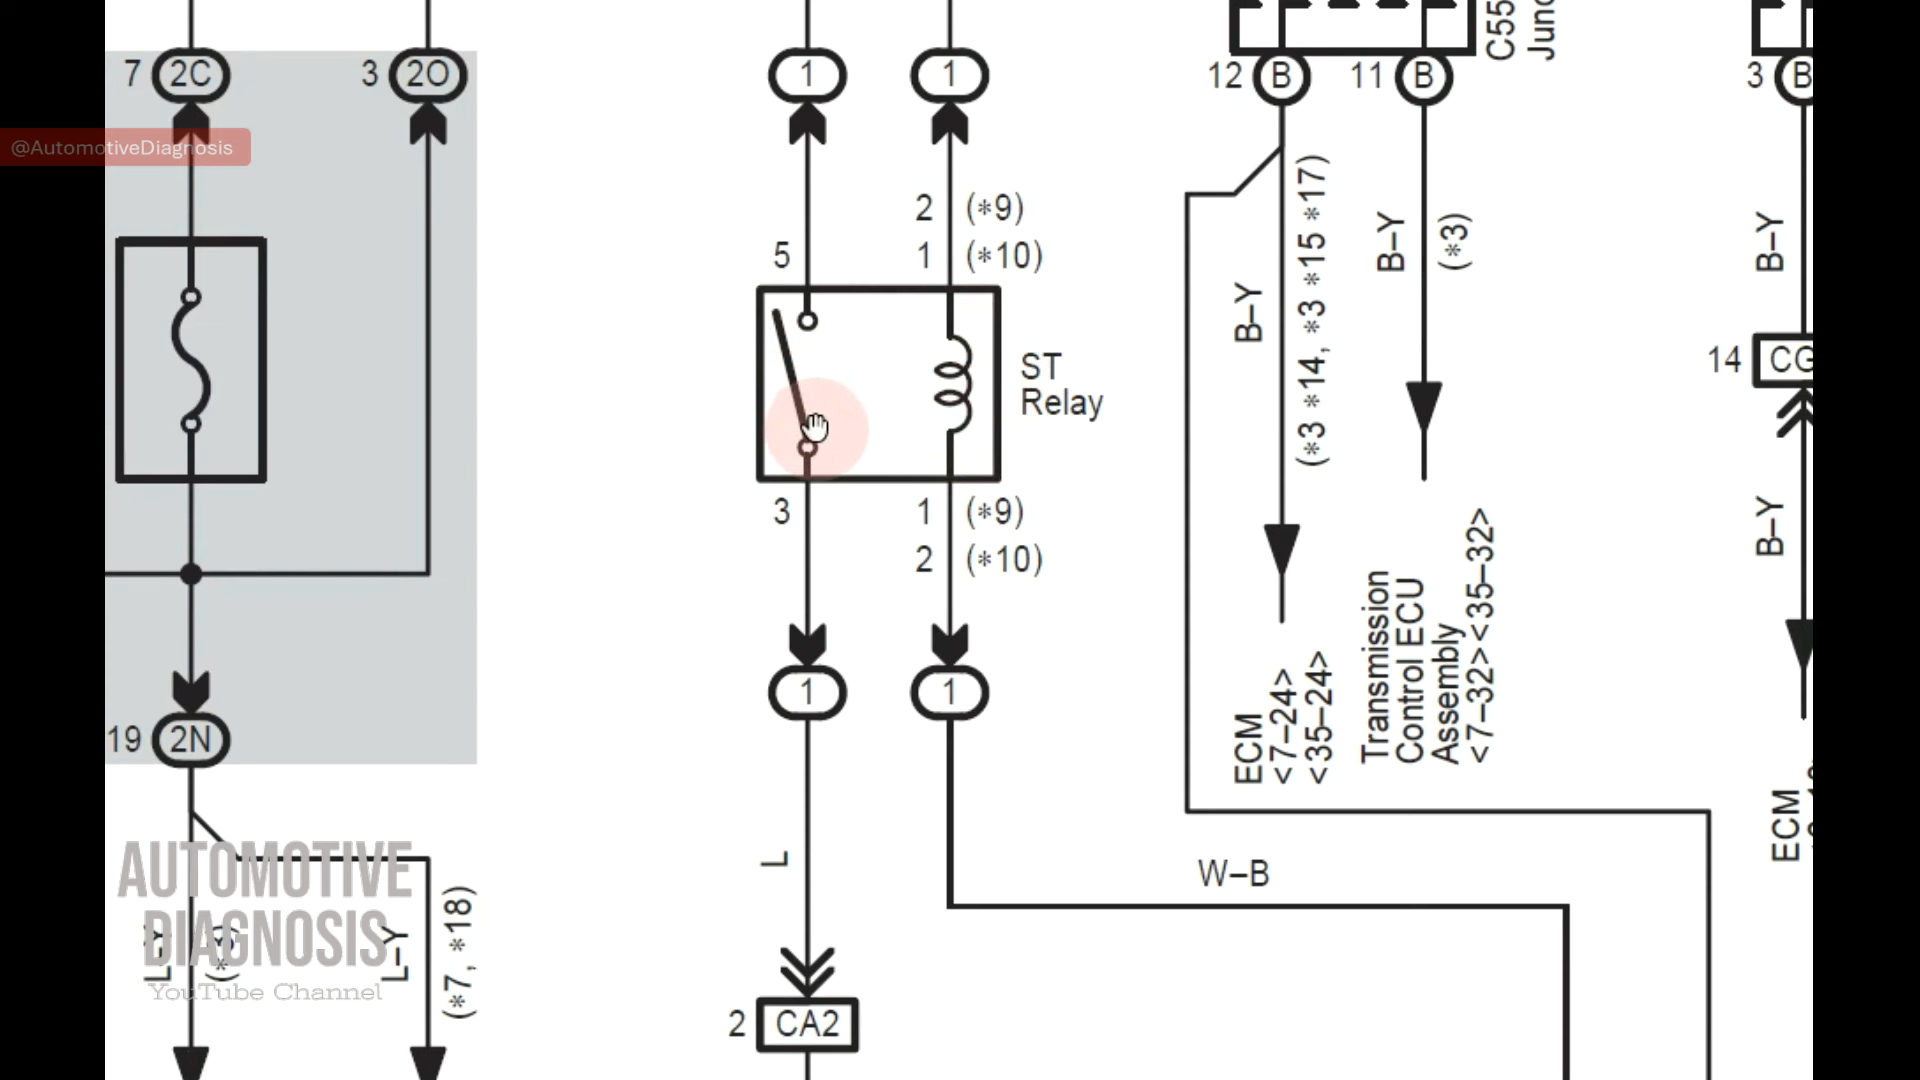 7 2C
3 2O
1
1
12 B
11 B
C55
Junc
3 B
@AutomotiveDiagnosis
2 (*9)
1 (*10)
5
ST
Relay
3
1 (*9)
2 (*10)
1
1
19 2N
B–Y
(*3 *14, *3 *15 *17)
B–Y
(*3)
B–Y
14 CG
B–Y
ECM
<7–24>
<35–24>
Transmission
Control ECU
Assembly
<7–32><35–32>
ECM
L
W–B
2 CA2
L–Y
L–Y
(*7, *18)
AUTOMOTIVE
DIAGNOSIS
YouTube Channel